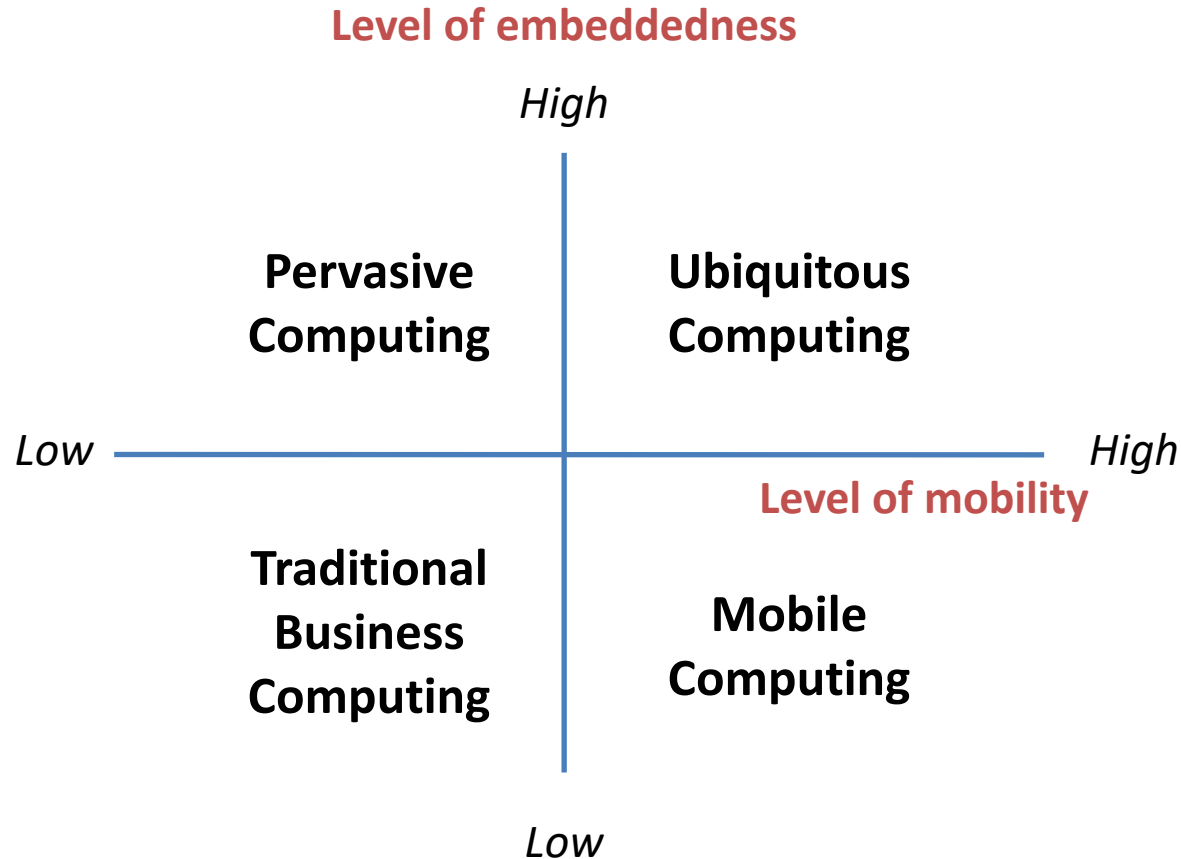 Level of embeddedness
High
Pervasive
Computing
Ubiquitous
Computing
Low
High
Level of mobility
Traditional
Business
Computing
Mobile
Computing
Low